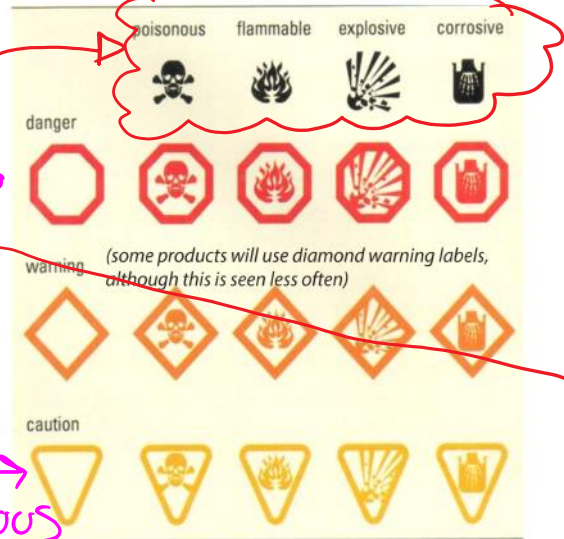 poisonous flammable explosive corrosive
danger
(some products will use diamond warning labels,
warning although this is seen less often)
caution
ous